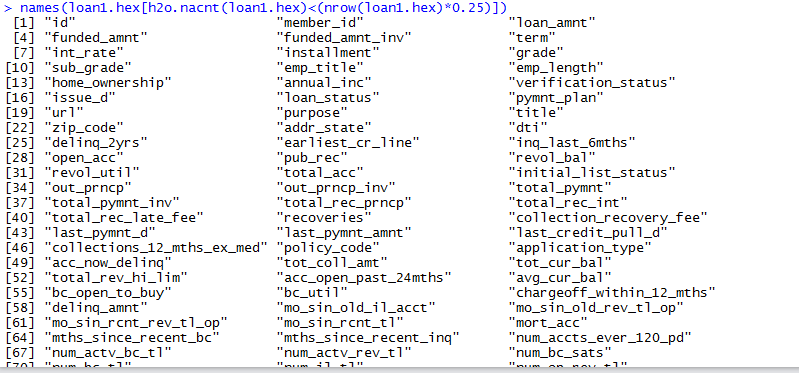 > names(loan1.hex[h2o.nacnt(loan1.hex)<(nrow(loan1.hex)*0.25)])
[1] "id" "member_id" "loan_amnt"
[4] "funded_amnt" "funded_amnt_inv" "term"
[7] "int_rate" "installment" "grade"
[10] "sub_grade" "emp_title" "emp_length"
[13] "home_ownership" "annual_inc" "verification_status"
[16] "issue_d" "loan_status" "pymnt_plan"
[19] "url" "purpose" "title"
[22] "zip_code" "addr_state" "dti"
[25] "delinq_2yrs" "earliest_cr_line" "inq_last_6mths"
[28] "open_acc" "pub_rec" "revol_bal"
[31] "revol_util" "total_acc" "initial_list_status"
[34] "out_prncp" "out_prncp_inv" "total_pymnt"
[37] "total_pymnt_inv" "total_rec_prncp" "total_rec_int"
[40] "total_rec_late_fee" "recoveries" "collection_recovery_fee"
[43] "last_pymnt_d" "last_pymnt_amnt" "last_credit_pull_d"
[46] "collections_12_mths_ex_med" "policy_code" "application_type"
[49] "acc_now_delinq" "tot_coll_amt" "tot_cur_bal"
[52] "total_rev_hi_lim" "acc_open_past_24mths" "avg_cur_bal"
[55] "bc_open_to_buy" "bc_util" "chargeoff_within_12_mths"
[58] "delinq_amnt" "mo_sin_old_il_acct" "mo_sin_old_rev_tl_op"
[61] "mo_sin_rcnt_rev_tl_op" "mo_sin_rcnt_tl" "mort_acc"
[64] "mths_since_recent_bc" "mths_since_recent_inq" "num_accts_ever_120_pd"
[67] "num_actv_bc_tl" "num_actv_rev_tl" "num_bc_sats"
[70] "num_bc_tl" "num_il_tl" "num_op_rev_tl"